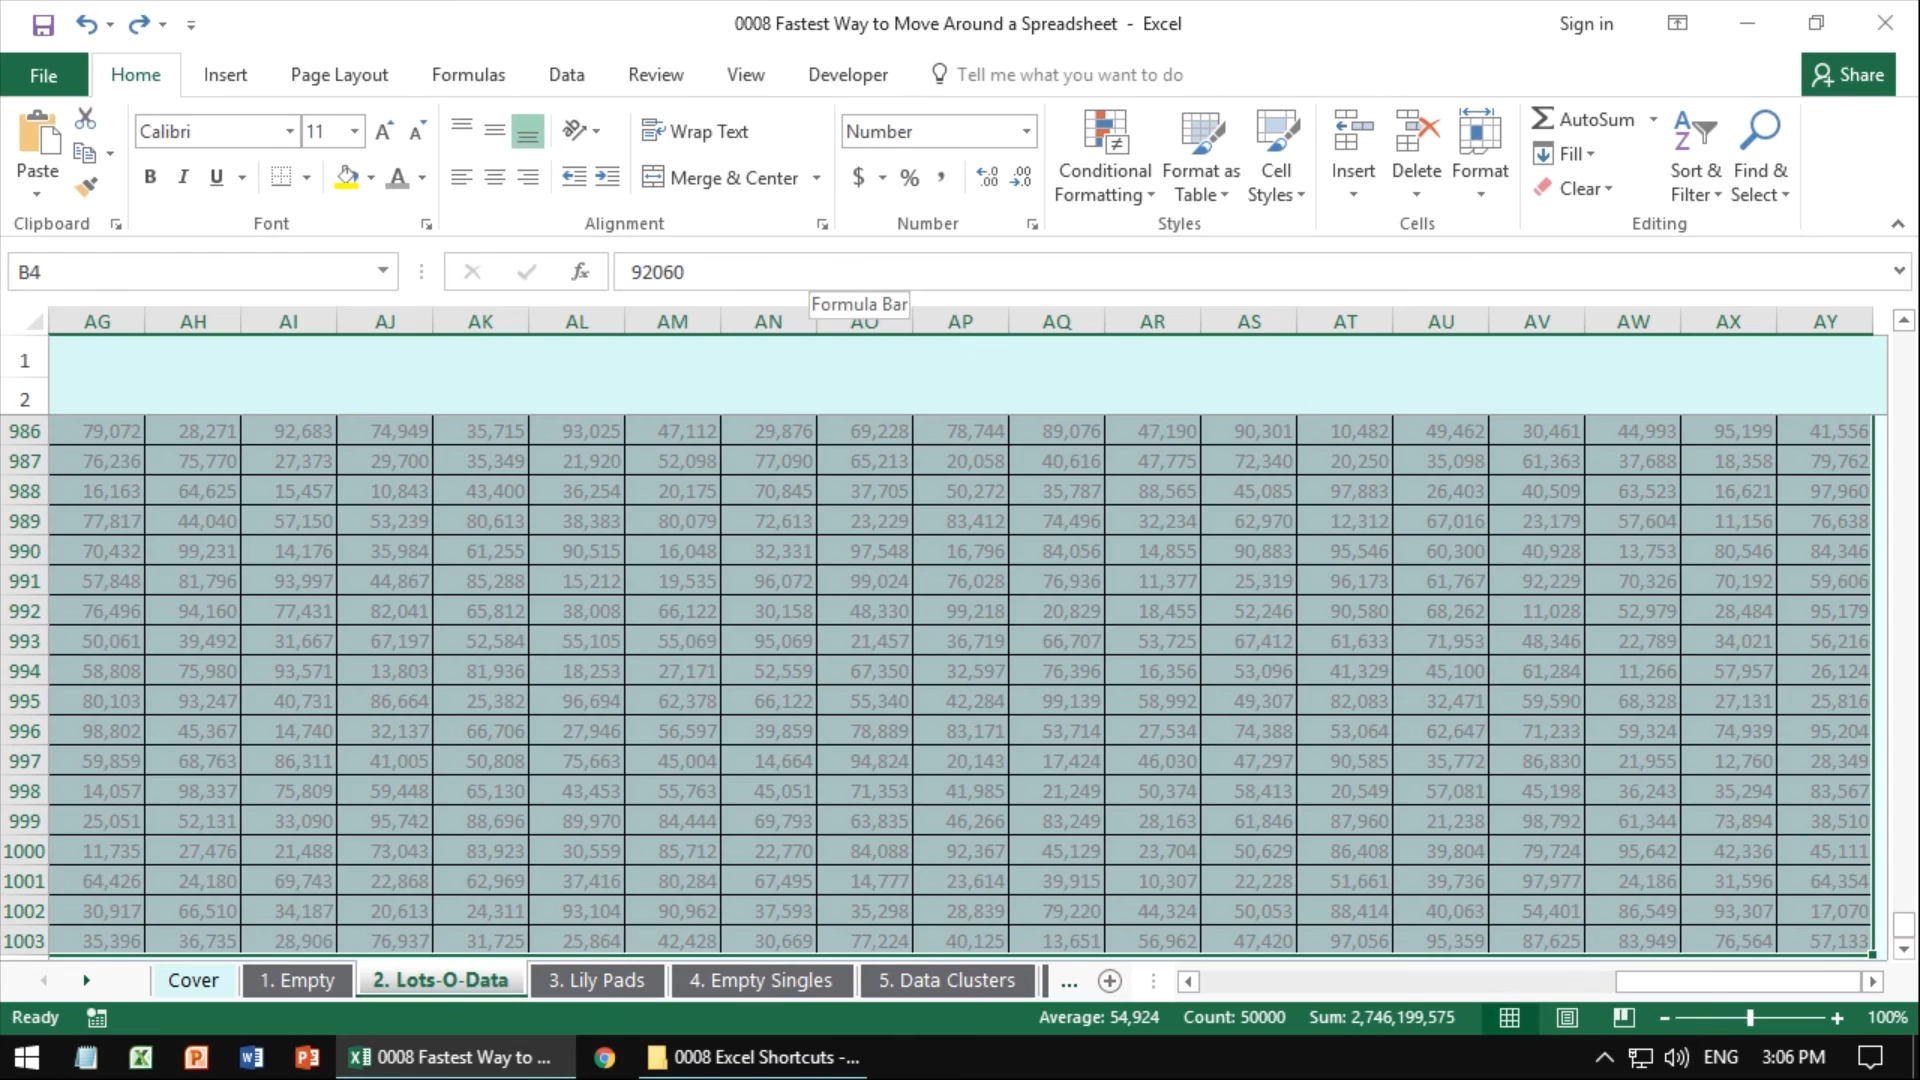 0008 Fastest Way to Move Around a Spreadsheet - Excel
Sign in
File Home Insert Page Layout Formulas Data Review View Developer Tell me what you want to do Share
Paste
Clipboard
Calibri 11
B I U
Font
Wrap Text
Merge & Center
Alignment
Number
$ % ,
Number
Conditional Formatting
Format as Table
Cell Styles
Styles
Insert Delete Format
Cells
AutoSum
Fill
Clear
Sort & Filter
Find & Select
Editing
B4 fx 92060
Formula Bar
AG AH AI AJ AK AL AM AN AO AP AQ AR AS AT AU AV AW AX AY
1
2
986 79,072 28,271 92,683 74,949 35,715 93,025 47,112 29,876 69,228 78,744 89,076 47,190 90,301 10,482 49,462 30,461 44,993 95,199 41,556
987 76,236 75,770 27,373 29,700 35,349 21,920 52,098 77,090 65,213 20,058 40,616 47,775 72,340 20,250 35,098 61,363 37,688 18,358 79,762
988 16,163 64,625 15,457 10,843 43,400 36,254 20,175 70,845 37,705 50,272 35,787 88,565 45,085 97,883 26,403 40,509 63,523 16,621 97,960
989 77,817 44,040 57,150 53,239 80,613 38,383 80,079 72,613 23,229 83,412 74,496 32,234 62,970 12,312 67,016 23,179 57,604 11,156 76,638
990 70,432 99,231 14,176 35,984 61,255 90,515 16,048 32,331 97,548 16,796 84,056 14,855 90,883 95,546 60,300 40,928 13,753 80,546 84,346
991 57,848 81,796 93,997 44,867 85,288 15,212 19,535 96,072 99,024 76,028 76,936 11,377 25,319 96,173 61,767 92,229 70,326 70,192 59,606
992 76,496 94,160 77,431 82,041 65,812 38,008 66,122 30,158 48,330 99,218 20,829 18,455 52,246 90,580 68,262 11,028 52,979 28,484 95,179
993 50,061 39,492 31,667 67,197 52,584 55,105 55,069 95,069 21,457 36,719 66,707 53,725 67,412 61,633 71,953 48,346 22,789 34,021 56,216
994 58,808 75,980 93,571 13,803 81,936 18,253 27,171 52,559 67,350 32,597 76,396 16,356 53,096 41,329 45,100 61,284 11,266 57,957 26,124
995 80,103 93,247 40,731 86,664 25,382 96,694 62,378 66,122 55,340 42,284 99,139 58,992 49,307 82,083 32,471 59,590 68,328 27,131 25,816
996 98,802 45,367 14,740 32,137 66,706 27,946 56,597 39,859 78,889 83,171 53,714 27,534 74,388 53,064 62,647 71,233 59,324 74,939 95,204
997 59,859 68,763 86,311 41,005 50,808 75,663 45,004 14,664 94,824 20,143 17,424 46,030 47,297 90,585 35,772 86,830 21,955 12,760 28,349
998 14,057 98,337 75,809 59,448 65,130 43,453 55,763 45,051 71,353 41,985 21,249 50,374 58,413 20,549 57,081 45,198 36,243 35,294 83,567
999 25,051 52,131 33,090 95,742 88,696 89,970 84,444 69,793 63,835 46,266 83,249 28,163 61,846 87,960 21,238 98,792 61,344 73,894 38,510
1000 11,735 27,476 21,488 73,043 83,923 30,559 85,712 22,770 84,088 92,367 45,129 23,704 50,629 86,408 39,804 79,724 95,642 42,336 45,111
1001 64,426 24,180 69,743 22,868 62,969 37,416 80,284 67,495 14,777 23,614 39,915 10,307 22,228 51,661 39,736 97,977 24,186 31,596 64,354
1002 30,917 66,510 34,187 20,613 24,311 93,104 90,962 37,593 35,298 28,839 79,220 44,324 50,053 88,414 40,063 54,401 86,549 93,307 17,070
1003 35,396 36,735 28,906 76,937 31,725 25,864 42,428 30,669 77,224 40,125 13,651 56,962 47,420 97,056 95,359 87,625 83,949 76,564 57,133
Cover 1. Empty 2. Lots-O-Data 3. Lily Pads 4. Empty Singles 5. Data Clusters ...
Ready Average: 54,924 Count: 50000 Sum: 2,746,199,575 - + 100%
0008 Fastest Way to ... 0008 Excel Shortcuts -... ENG 3:06 PM